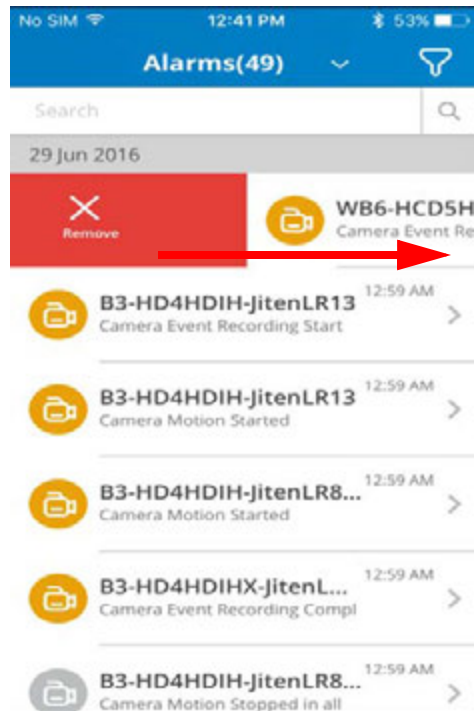 No SIM 12:41 PM 53%
Alarms(49)
Search
29 Jun 2016
Remove
WB6-HCD5H
Camera Event Re
B3-HD4HDIH-JitenLR13 12:59 AM
Camera Event Recording Start
B3-HD4HDIH-JitenLR13 12:59 AM
Camera Motion Started
B3-HD4HDIH-JitenLR8... 12:59 AM
Camera Motion Started
B3-HD4HDIHX-JitenL... 12:59 AM
Camera Event Recording Compl
B3-HD4HDIH-JitenLR8... 12:59 AM
Camera Motion Stopped in all